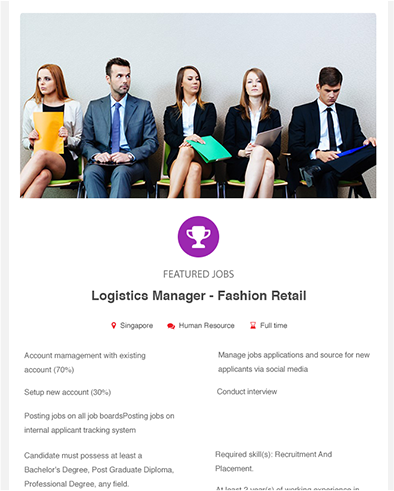 FEATURED JOBS
Logistics Manager - Fashion Retail
Singapore Human Resource Full time
Account mamagement with existing
account (70%)
Setup new account (30%)
Posting jobs on all job boardsPosting jobs on
internal applicant tracking system
Candidate must possess at least a
Bachelor's Degree, Post Graduate Diploma,
Professional Degree, any field.
Manage jobs applications and source for new
applicants via social media
Conduct interview
Required skill(s): Recruitment And
Placement.
At least 2 year(s) of working experience in